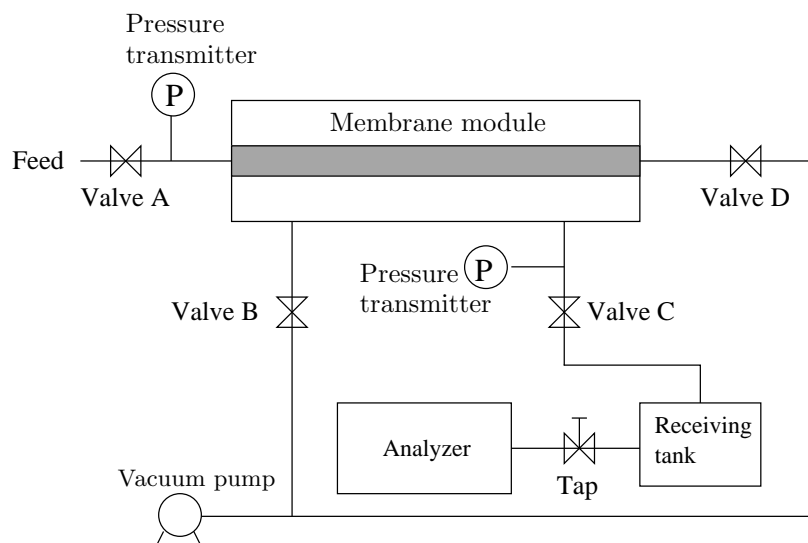 Pressure
transmitter
P
Membrane module
Feed
Valve A
Valve D
Pressure
transmitter
P
Valve B
Valve C
Analyzer
Receiving
tank
Tap
Vacuum pump